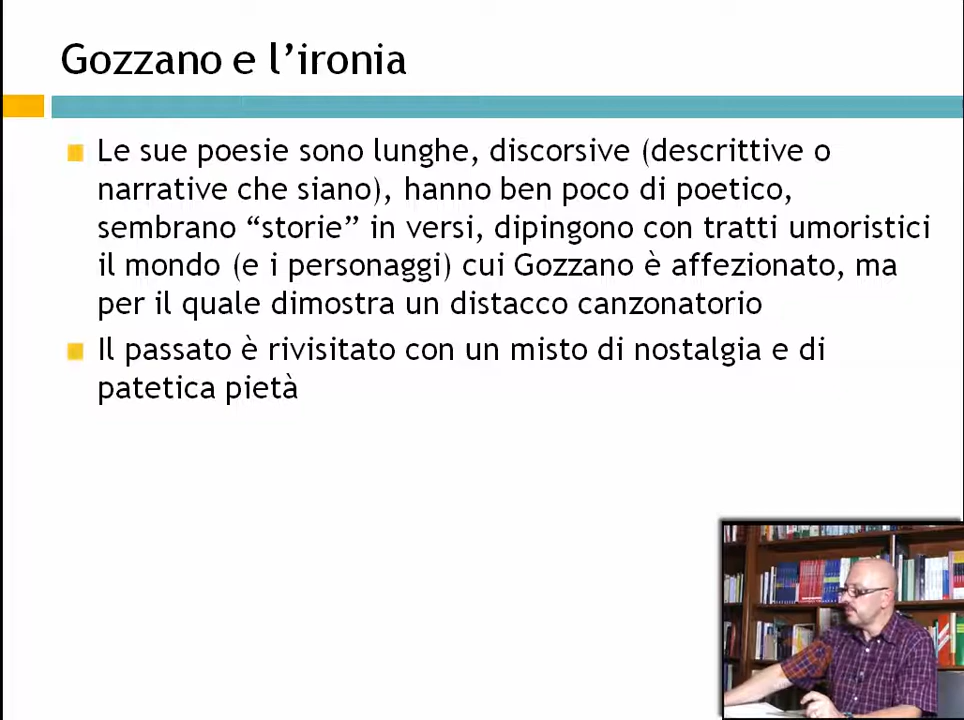 Gozzano e l’ironia
Le sue poesie sono lunghe, discorsive (descrittive o
narrative che siano), hanno ben poco di poetico,
sembrano “storie” in versi, dipingono con tratti umoristici
il mondo (e i personaggi) cui Gozzano è affezionato, ma
per il quale dimostra un distacco canzonatorio
Il passato è rivisitato con un misto di nostalgia e di
patetica pietà